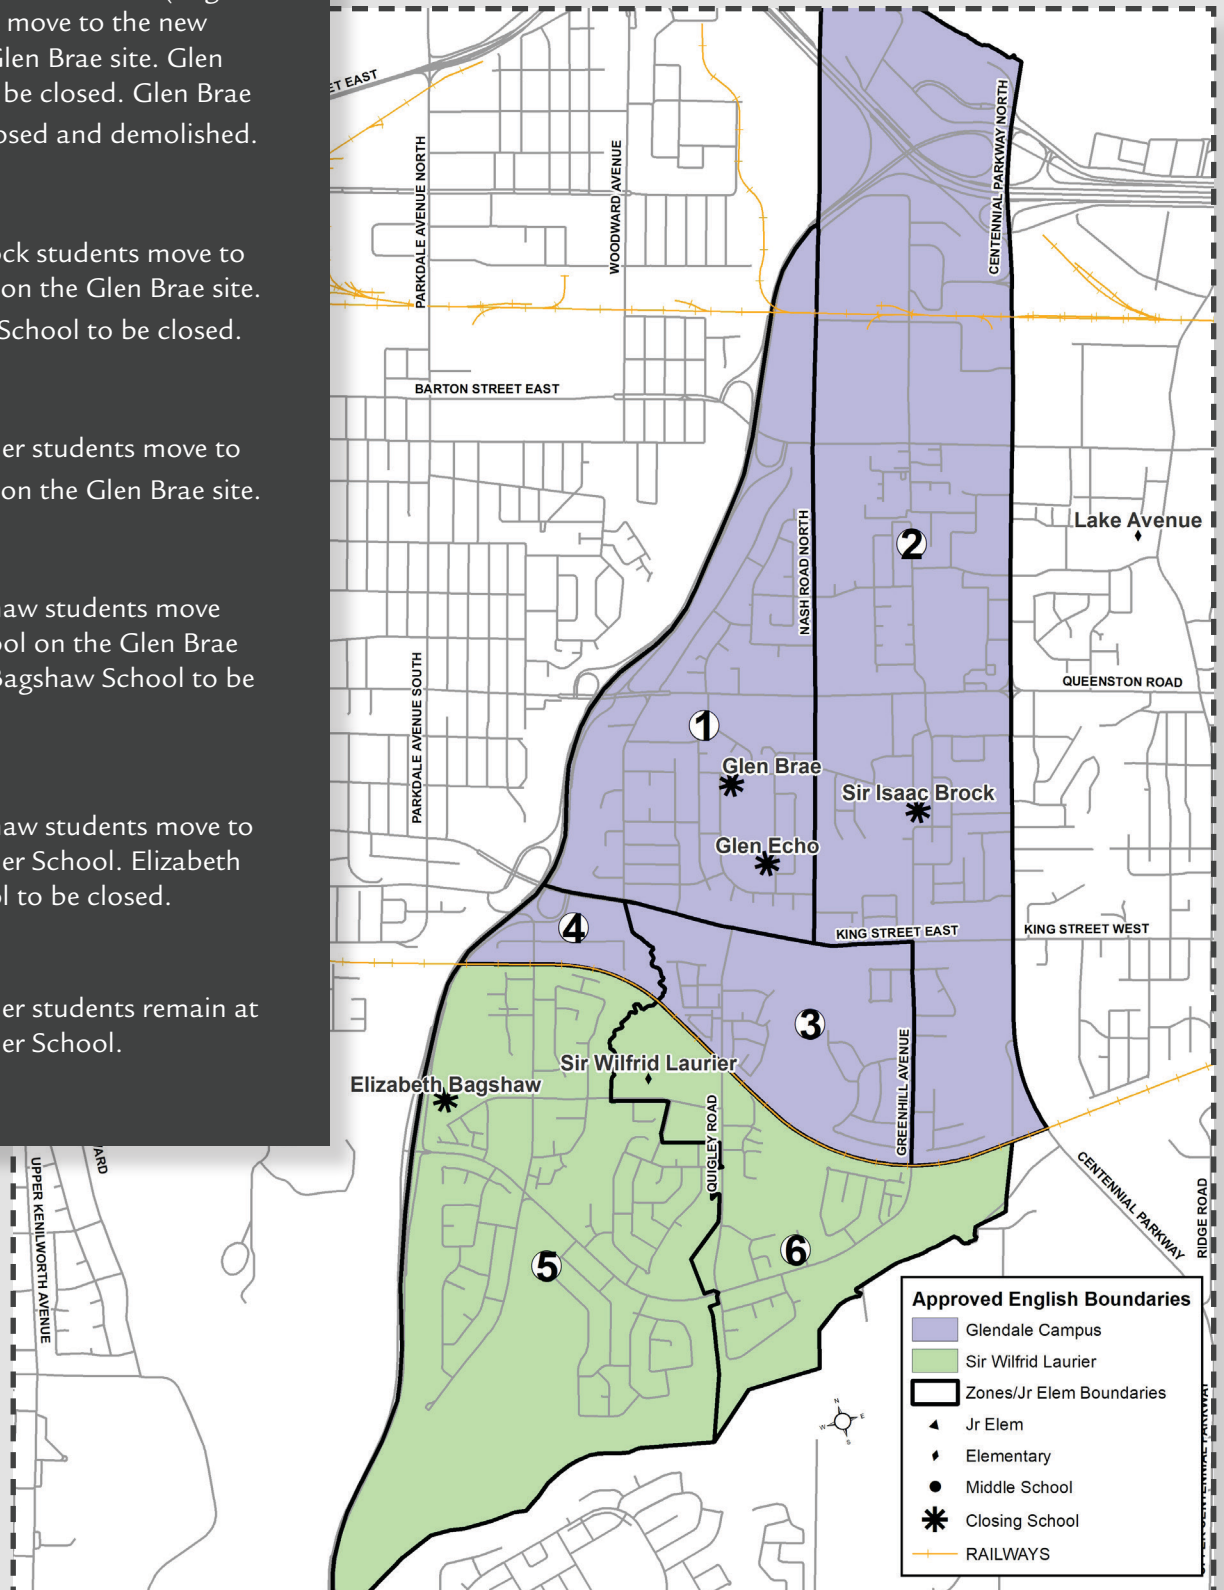 move to the new
Glen Brae site. Glen
be closed. Glen Brae
osed and demolished.
ock students move to
on the Glen Brae site.
School to be closed.
er students move to
on the Glen Brae site.
haw students move
ool on the Glen Brae
Bagshaw School to be
haw students move to
er School. Elizabeth
ol to be closed.
er students remain at
er School.
ET EAST
PARKDALE AVENUE NORTH
WOODWARD AVENUE
CENTENNIAL PARKWAY NORTH
BARTON STREET EAST
NASH ROAD NORTH
Lake Avenue
2
PARKDALE AVENUE SOUTH
QUEENSTON ROAD
1
Glen Brae
Sir Isaac Brock
Glen Echo
4
KING STREET EAST
KING STREET WEST
3
GREENHILL AVENUE
Sir Wilfrid Laurier
Elizabeth Bagshaw
QUIGLEY ROAD
ARD
UPPER KENILWORTH AVENUE
CENTENNIAL PARKWAY
RIDGE ROAD
5
6
Approved English Boundaries
Glendale Campus
Sir Wilfrid Laurier
Zones/Jr Elem Boundaries
Jr Elem
Elementary
Middle School
Closing School
RAILWAYS
N
W
E
S